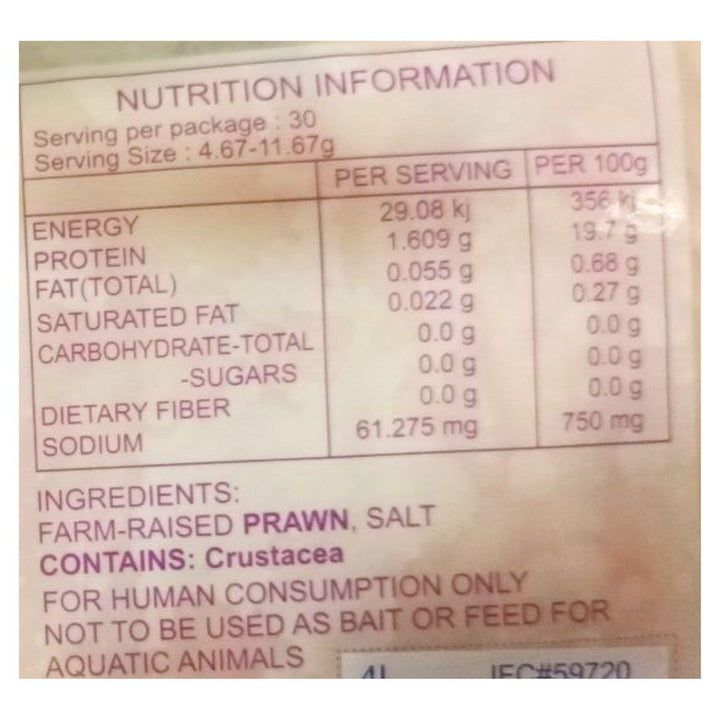 NUTRITION INFORMATION
Serving per package : 30
Serving Size : 4.67-11.67g
PER SERVING PER 100g
ENERGY 29.08 kj 356 kj
PROTEIN 1.609 g 19.7 g
FAT(TOTAL) 0.055 g 0.68 g
SATURATED FAT 0.022 g 0.27 g
CARBOHYDRATE-TOTAL 0.0 g 0.0 g
-SUGARS 0.0 g 0.0 g
DIETARY FIBER 0.0 g 0.0 g
SODIUM 61.275 mg 750 mg
INGREDIENTS:
FARM-RAISED PRAWN, SALT
CONTAINS: Crustacea
FOR HUMAN CONSUMPTION ONLY
NOT TO BE USED AS BAIT OR FEED FOR
AQUATIC ANIMALS
IFC#59720